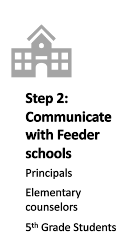 Step 2:
Communicate
with Feeder
schools
Principals
Elementary
counselors
5th Grade Students